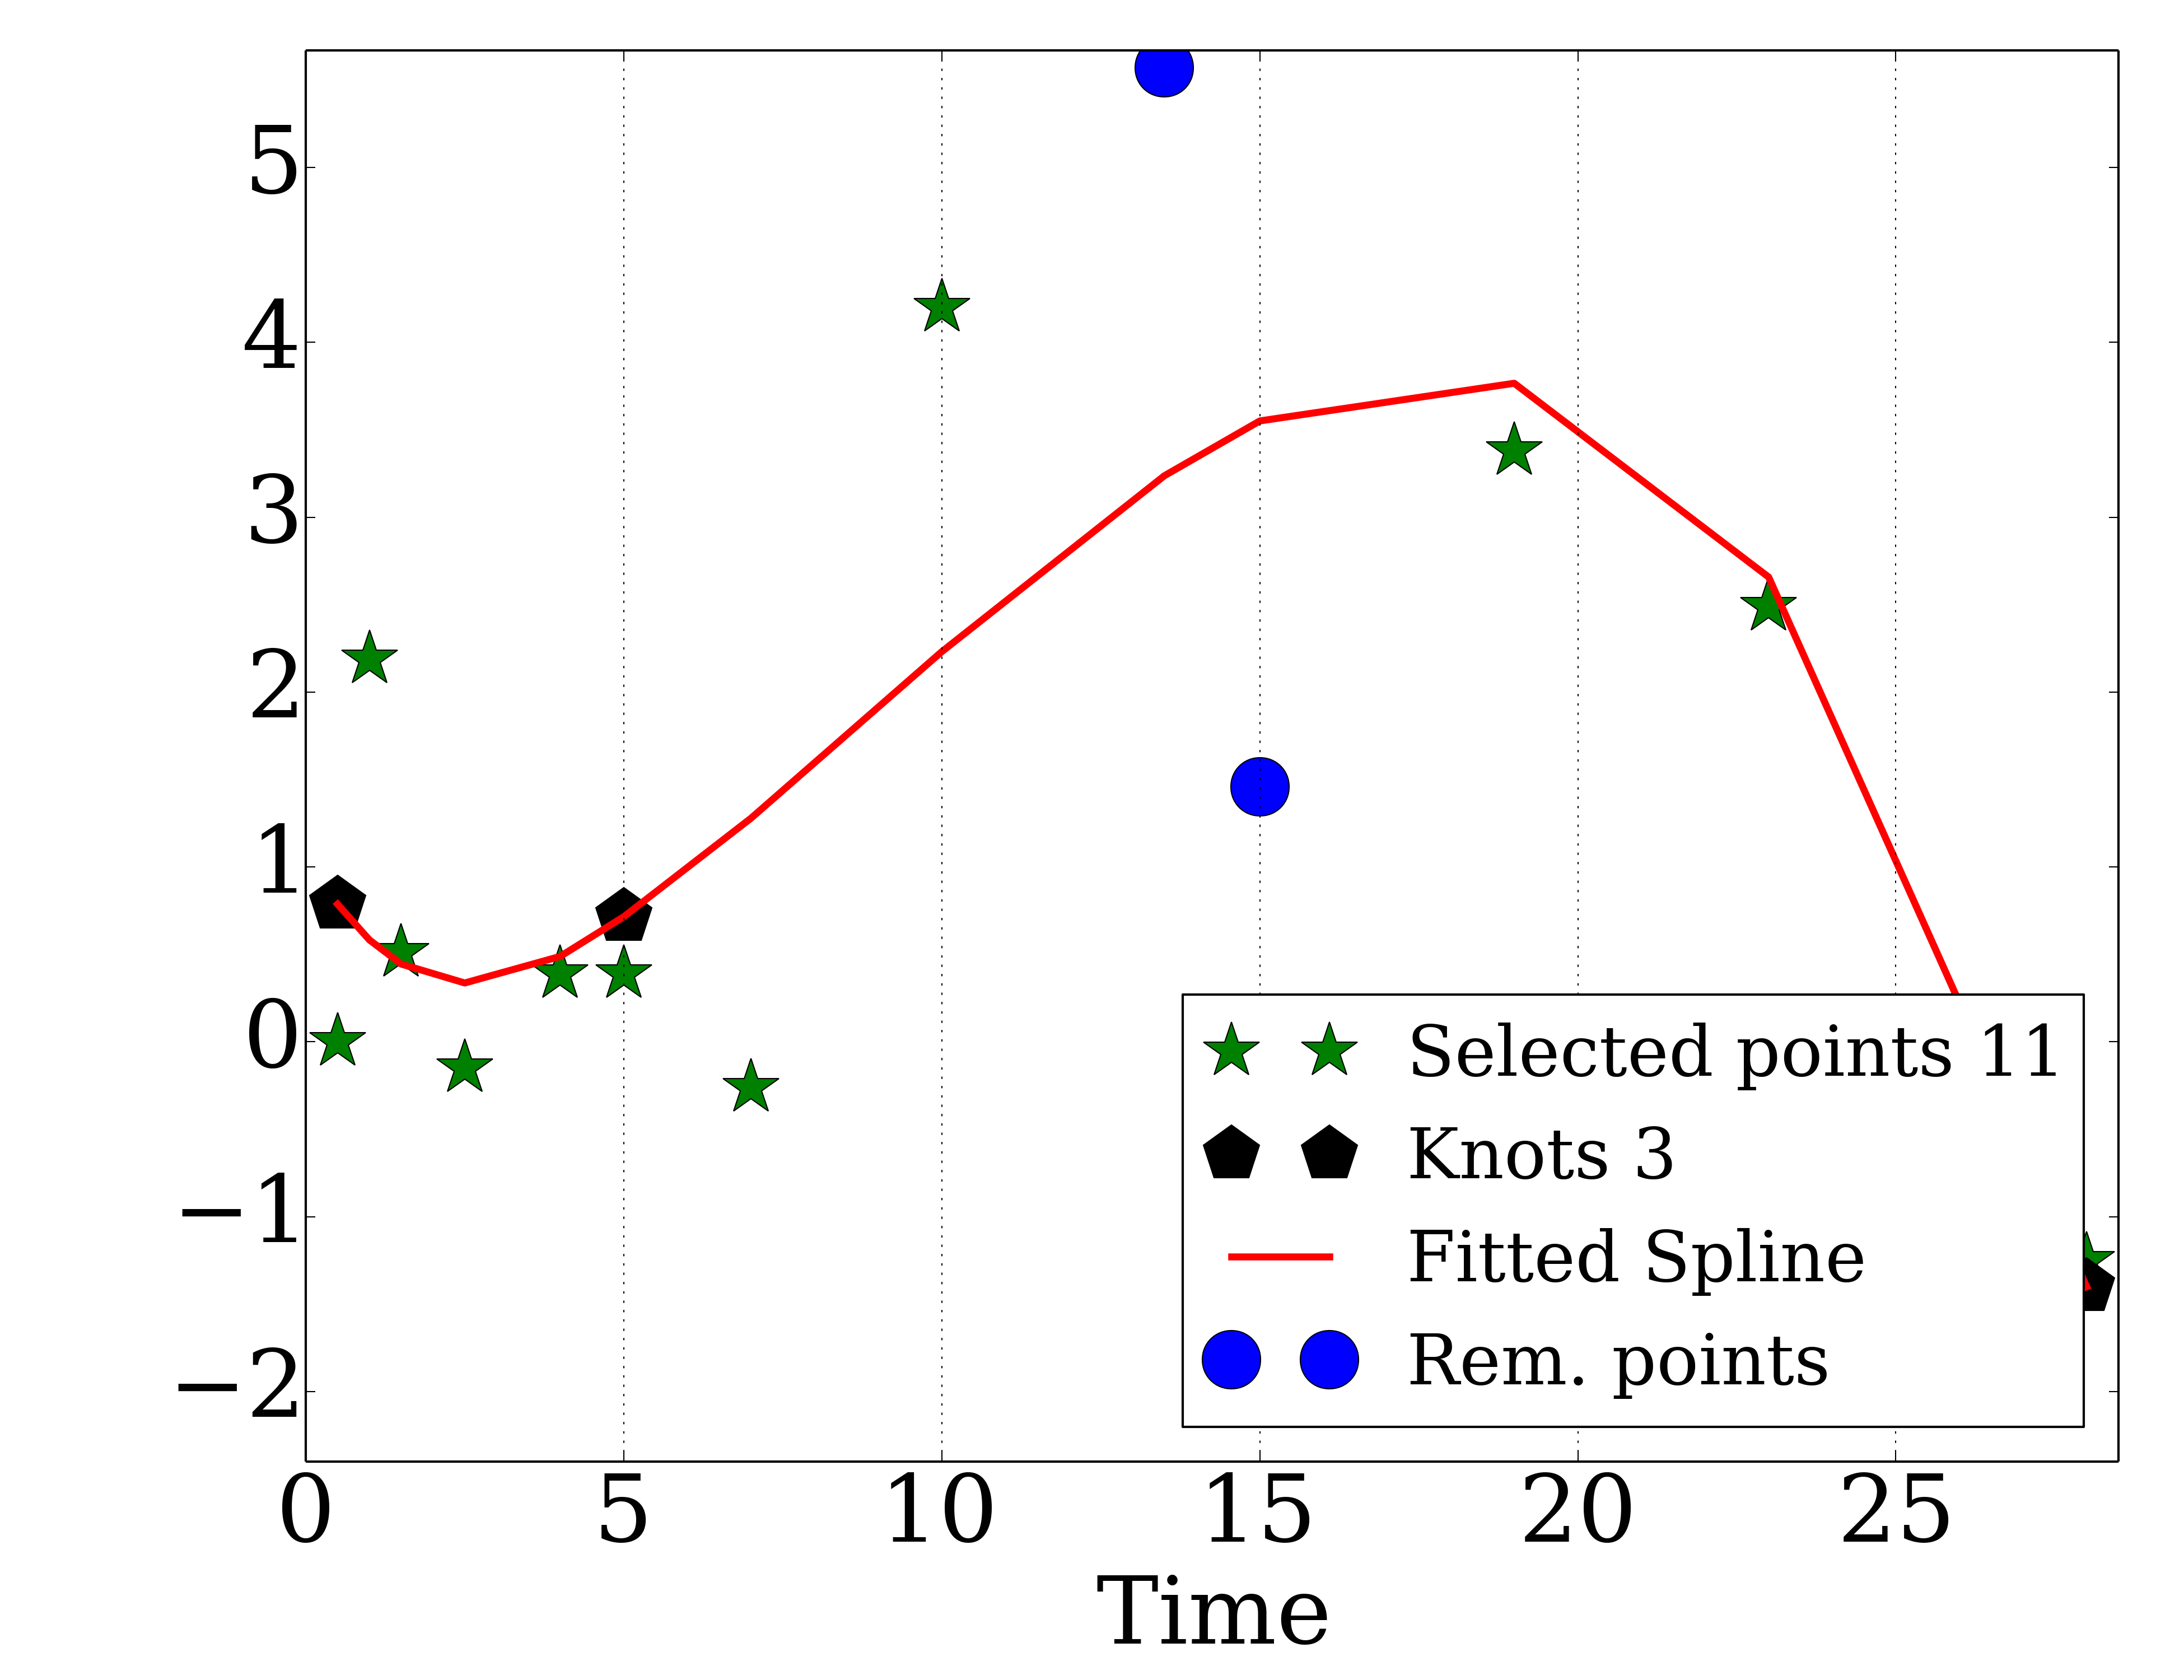 5
4
3
2
1
0
−1
−2
Selected points 11
Knots 3
Fitted Spline
Rem. points
0 5 10 15 20 25
Time